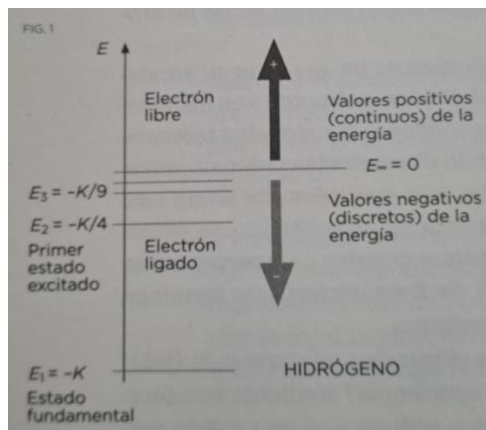 FIG. 1
E
+
Electrón
libre
Valores positivos
(continuos) de la
energía
E∞ = 0
E₃ = -K/9
Valores negativos
(discretos) de la
energía
E₂ = -K/4
Primer
estado
excitado
Electrón
ligado
-
E₁ = -K
HIDRÓGENO
Estado
fundamental